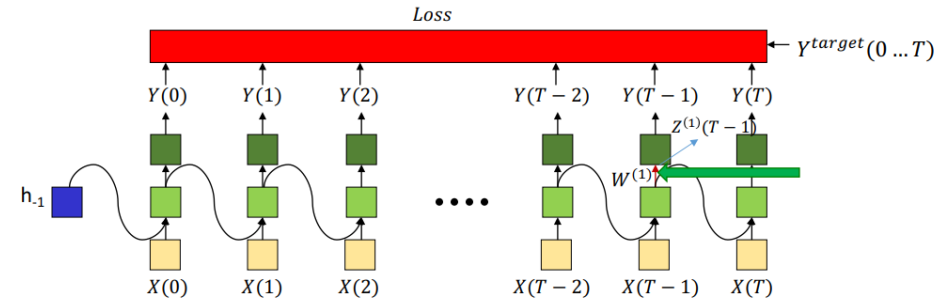 Loss
Y^{target}(0 … T)
Y(0) Y(1) Y(2) Y(T − 2) Y(T − 1) Y(T)
Z^{(1)}(T − 1)
W^{(1)}
h_{-1}
X(0) X(1) X(2) X(T − 2) X(T − 1) X(T)